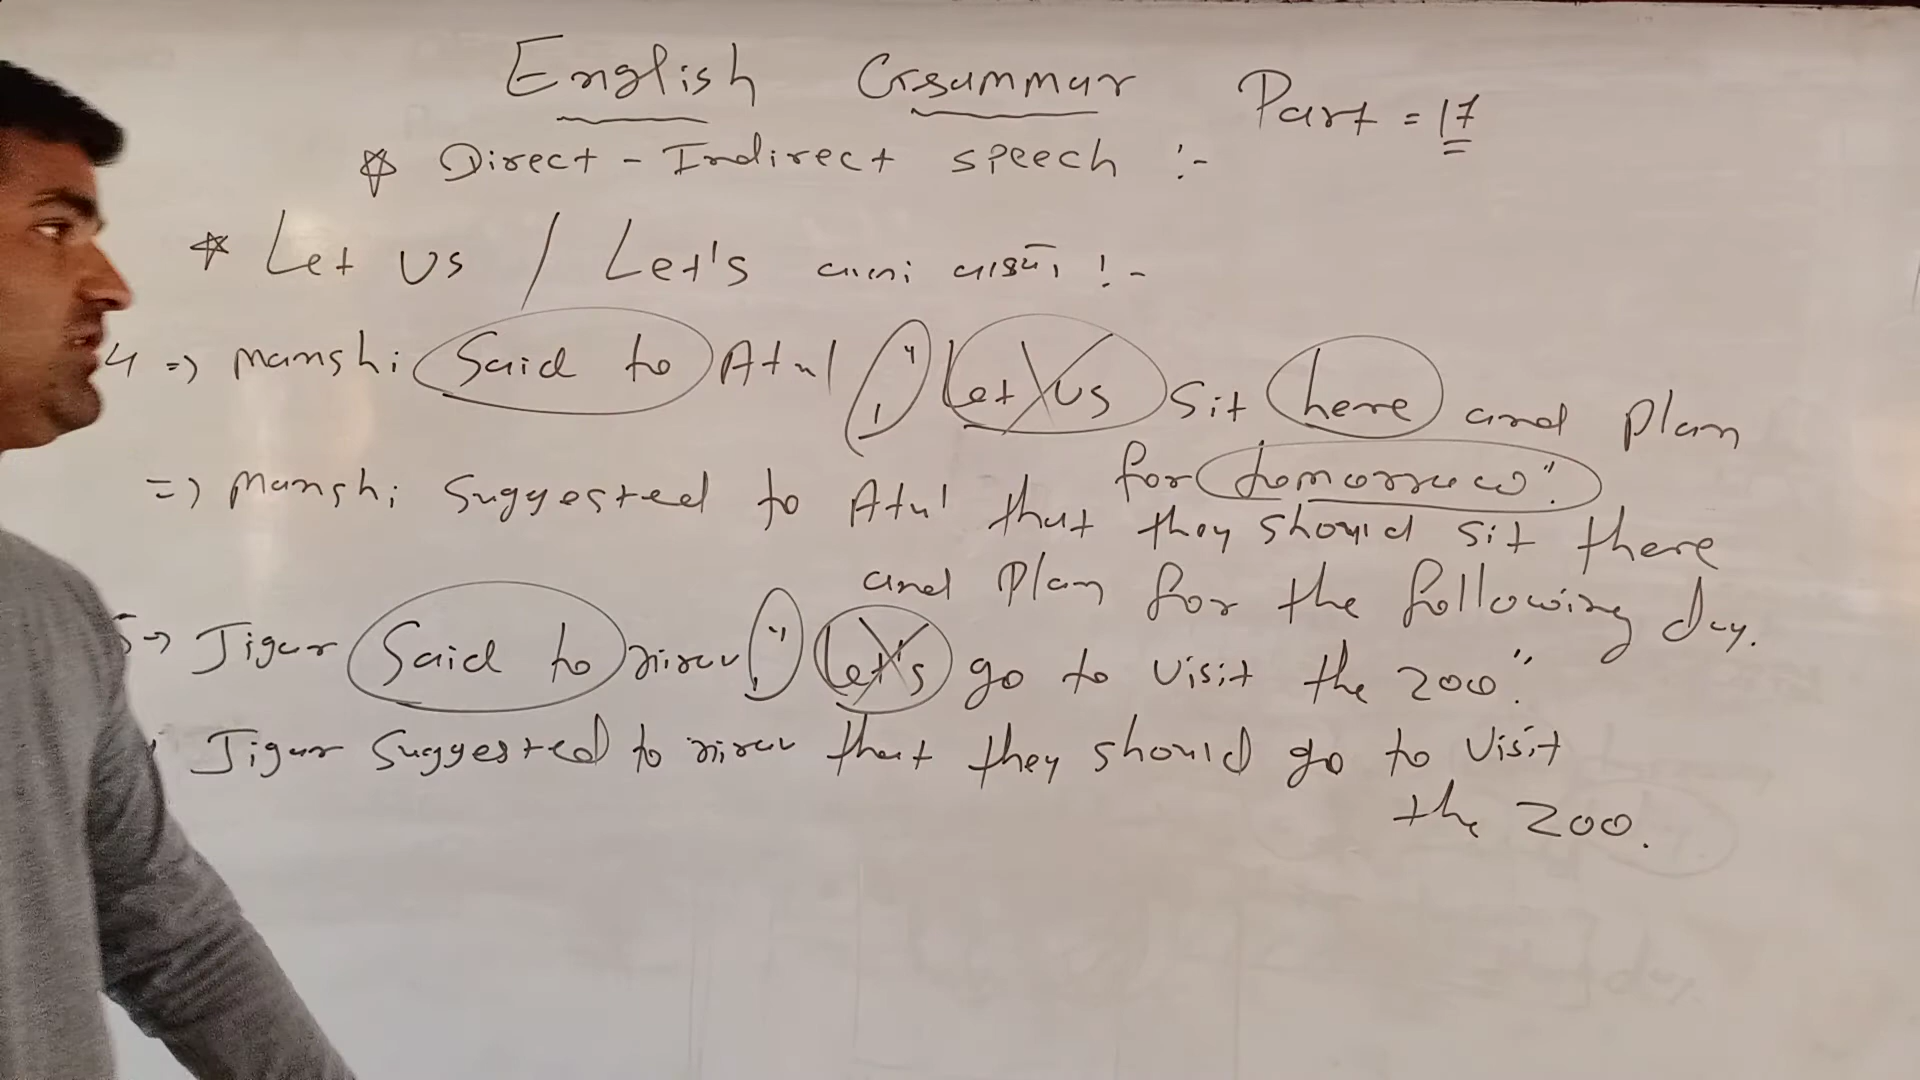 English Grammar Part = 17
* Direct - Indirect speech :-
* Let us / Let's વાળાં વાક્યો :-
4 => Manshi Said to Atul, "Let us Sit here and Plan
for tomorrow".
=> Manshi Suggested to Atul that they should sit there
and Plan for the following day.
5 => Jigar Said to nirav, "Let's go to visit the zoo".
Jigar Suggested to nirav that they should go to visit
the zoo.